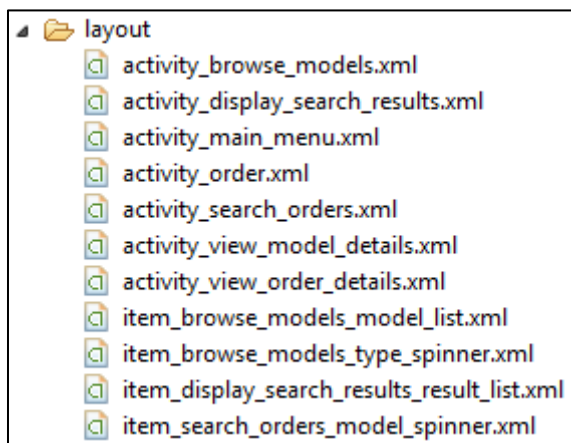 layout
activity_browse_models.xml
activity_display_search_results.xml
activity_main_menu.xml
activity_order.xml
activity_search_orders.xml
activity_view_model_details.xml
activity_view_order_details.xml
item_browse_models_model_list.xml
item_browse_models_type_spinner.xml
item_display_search_results_result_list.xml
item_search_orders_model_spinner.xml